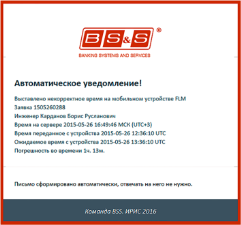 BS&S
®
BANKING SYSTEMS AND SERVICES
Автоматическое уведомление!
Выставлено некорректное время на мобильном устройстве FLM
Заявка 1505260288
Инженер Карданов Борис Русланович
Время на сервере 2015-05-26 16:49:46 МСК (UTC+3)
Время переданное с устройства 2015-05-26 12:36:10 UTC
Ожидаемое время с устройства 2015-05-26 13:36:10 UTC
Погрешность во времени 1ч. 13м.
Письмо сформировано автоматически, отвечать на него не нужно.
Команда BSS. ИРИС 2016